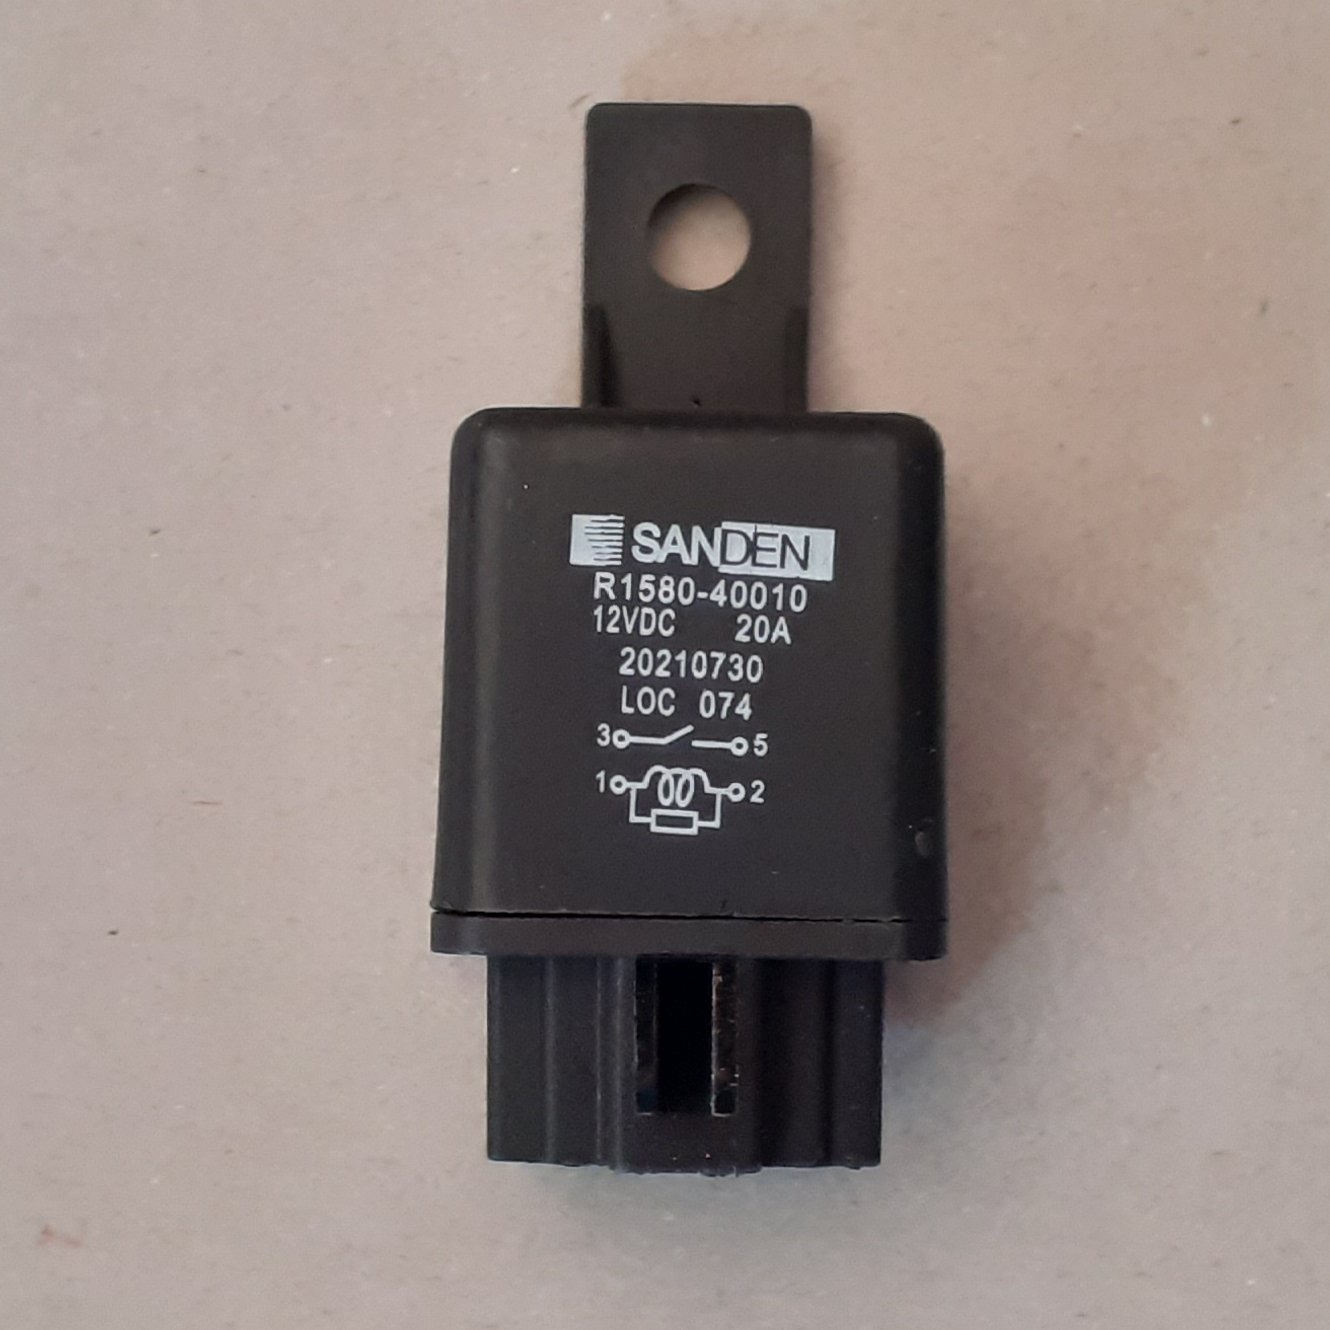 SANDEN
R1580-40010
12VDC 20A
20210730
LOC 074
3 5
1 2